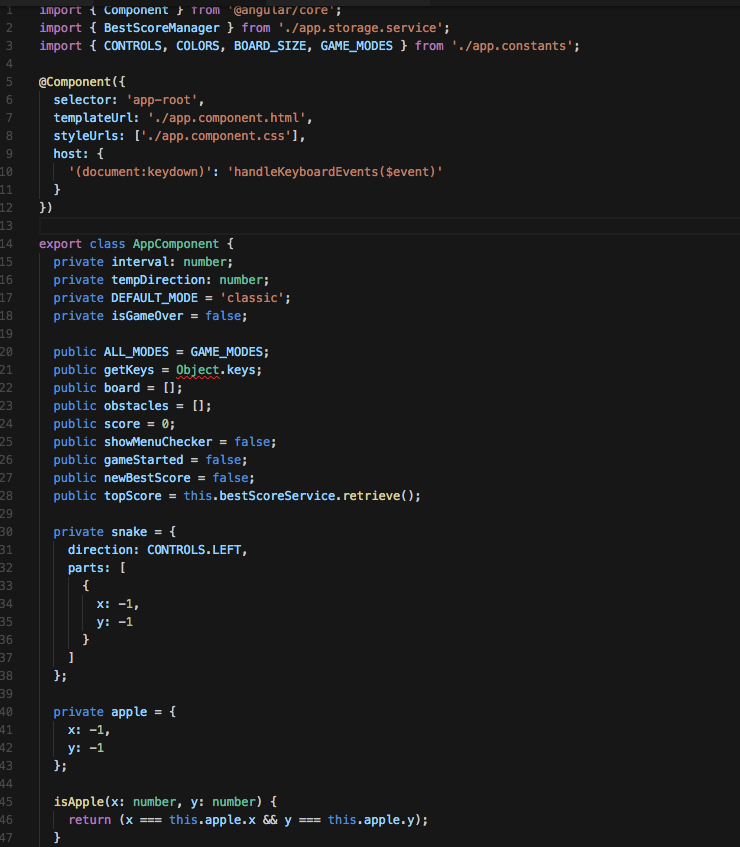 1 import { Component } from '@angular/core';
2 import { BestScoreManager } from './app.storage.service';
3 import { CONTROLS, COLORS, BOARD_SIZE, GAME_MODES } from './app.constants';
4
5 @Component({
6   selector: 'app-root',
7   templateUrl: './app.component.html',
8   styleUrls: ['./app.component.css'],
9   host: {
10     '(document:keydown)': 'handleKeyboardEvents($event)'
11   }
12 })
13
14 export class AppComponent {
15   private interval: number;
16   private tempDirection: number;
17   private DEFAULT_MODE = 'classic';
18   private isGameOver = false;
19
20   public ALL_MODES = GAME_MODES;
21   public getKeys = Object.keys;
22   public board = [];
23   public obstacles = [];
24   public score = 0;
25   public showMenuChecker = false;
26   public gameStarted = false;
27   public newBestScore = false;
28   public topScore = this.bestScoreService.retrieve();
29
30   private snake = {
31     direction: CONTROLS.LEFT,
32     parts: [
33       {
34         x: -1,
35         y: -1
36       }
37     ]
38   };
39
40   private apple = {
41     x: -1,
42     y: -1
43   };
44
45   isApple(x: number, y: number) {
46     return (x === this.apple.x && y === this.apple.y);
47   }